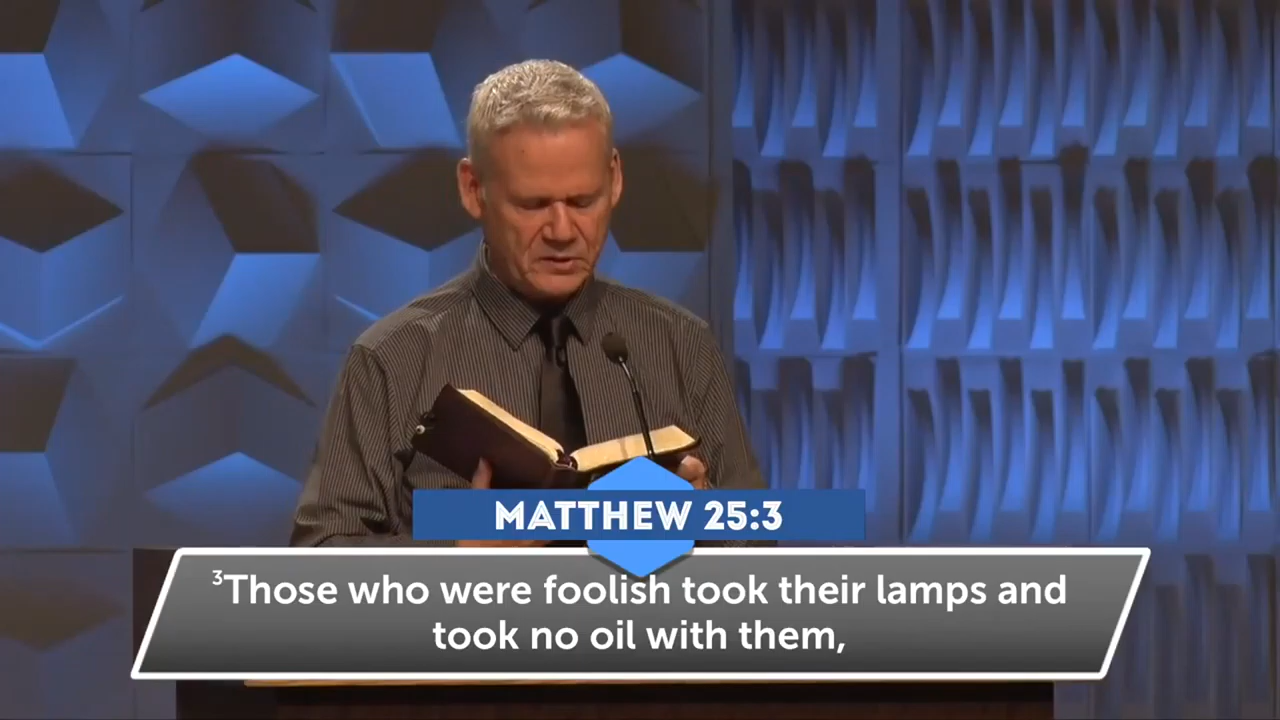 MATTHEW 25:3
³Those who were foolish took their lamps and
took no oil with them,